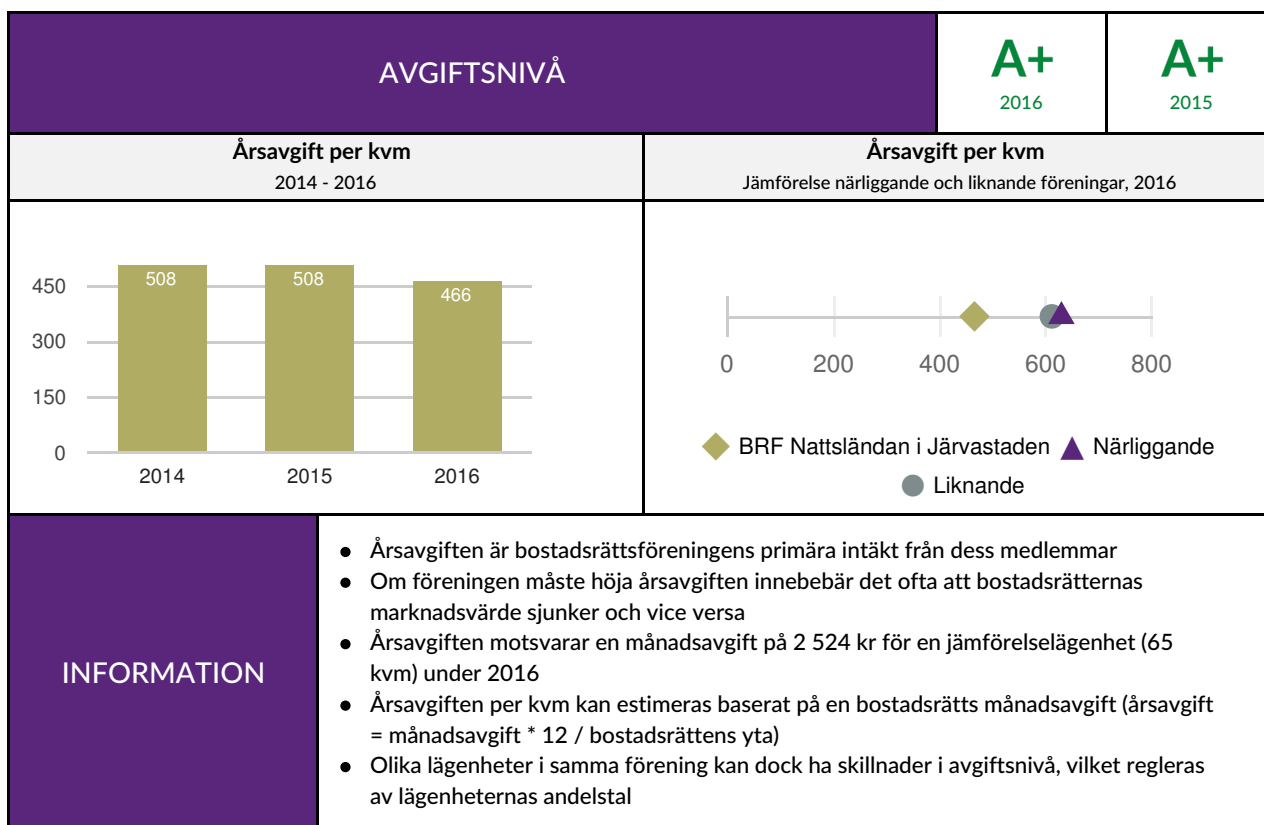 AVGIFTSNIVÅ
A+
2016
A+
2015
Årsavgift per kvm
2014 - 2016
Årsavgift per kvm
Jämförelse närliggande och liknande föreningar, 2016
450
300
150
0
508
508
466
2014
2015
2016
0
200
400
600
800
BRF Nattsländan i Järvastaden
Närliggande
Liknande
INFORMATION
● Årsavgiften är bostadsrättsföreningens primära intäkt från dess medlemmar
● Om föreningen måste höja årsavgiften innebebär det ofta att bostadsrätternas
marknadsvärde sjunker och vice versa
● Årsavgiften motsvarar en månadsavgift på 2 524 kr för en jämförelselägenhet (65
kvm) under 2016
● Årsavgiften per kvm kan estimeras baserat på en bostadsrätts månadsavgift (årsavgift
= månadsavgift * 12 / bostadsrättens yta)
● Olika lägenheter i samma förening kan dock ha skillnader i avgiftsnivå, vilket regleras
av lägenheternas andelstal